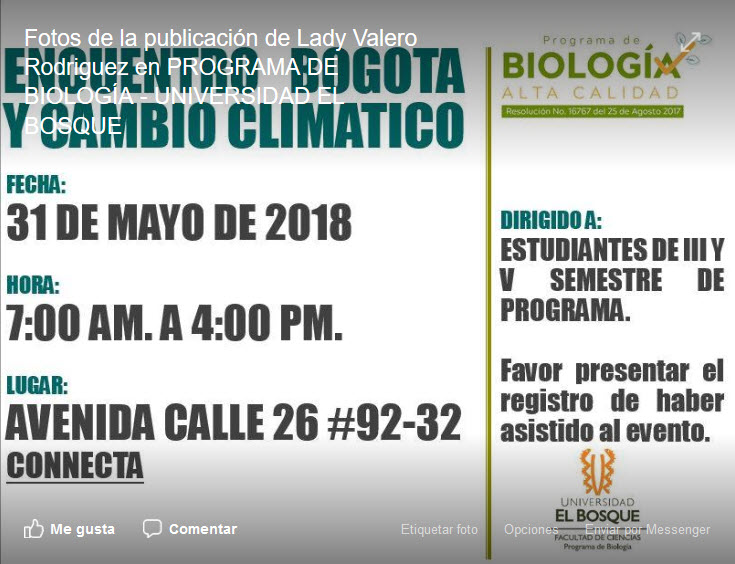 Fotos de la publicación de Lady Valero
Rodriguez en PROGRAMA DE
BIOLOGÍA - UNIVERSIDAD EL
BOSQUE
ENCUENTRO BOGOTA
Y CAMBIO CLIMATICO
FECHA:
31 DE MAYO DE 2018
HORA:
7:00 AM. A 4:00 PM.
LUGAR:
AVENIDA CALLE 26 #92-32
CONNECTA
Programa de
BIOLOGÍA
ALTA CALIDAD
Resolución No. 16767 del 25 de Agosto 2017
DIRIGIDO A:
ESTUDIANTES DE III Y
V SEMESTRE DE
PROGRAMA.
Favor presentar el
registro de haber
asistido al evento.
UNIVERSIDAD
EL BOSQUE
FACULTAD DE CIENCIAS
Programa de Biología
Me gusta Comentar Etiquetar foto Opciones Enviar por Messenger